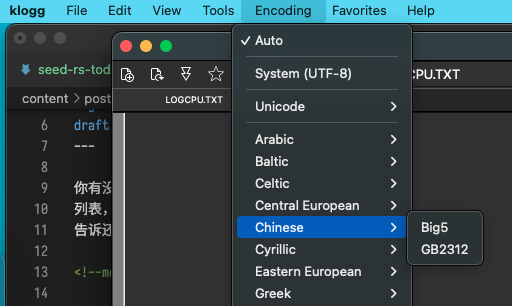 klogg File Edit View Tools Encoding Favorites Help
Auto
System (UTF-8)
Unicode
Arabic
Baltic
Celtic
Central European
Chinese
Cyrillic
Eastern European
Greek
Big5
GB2312
CPU.TXT
LOGCPU.TXT
seed-rs-tod
content › post
6 draft
7 ---
8
9 你有没
10 列表,
11 告诉还
12
13 <!--mo
14